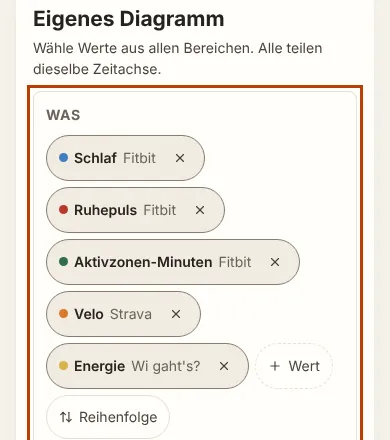 Eigenes Diagramm
Wähle Werte aus allen Bereichen. Alle teilen
dieselbe Zeitachse.
WAS
Schlaf Fitbit ×
Ruhepuls Fitbit ×
Aktivzonen-Minuten Fitbit ×
Velo Strava ×
Energie Wi gaht's? × + Wert
Reihenfolge